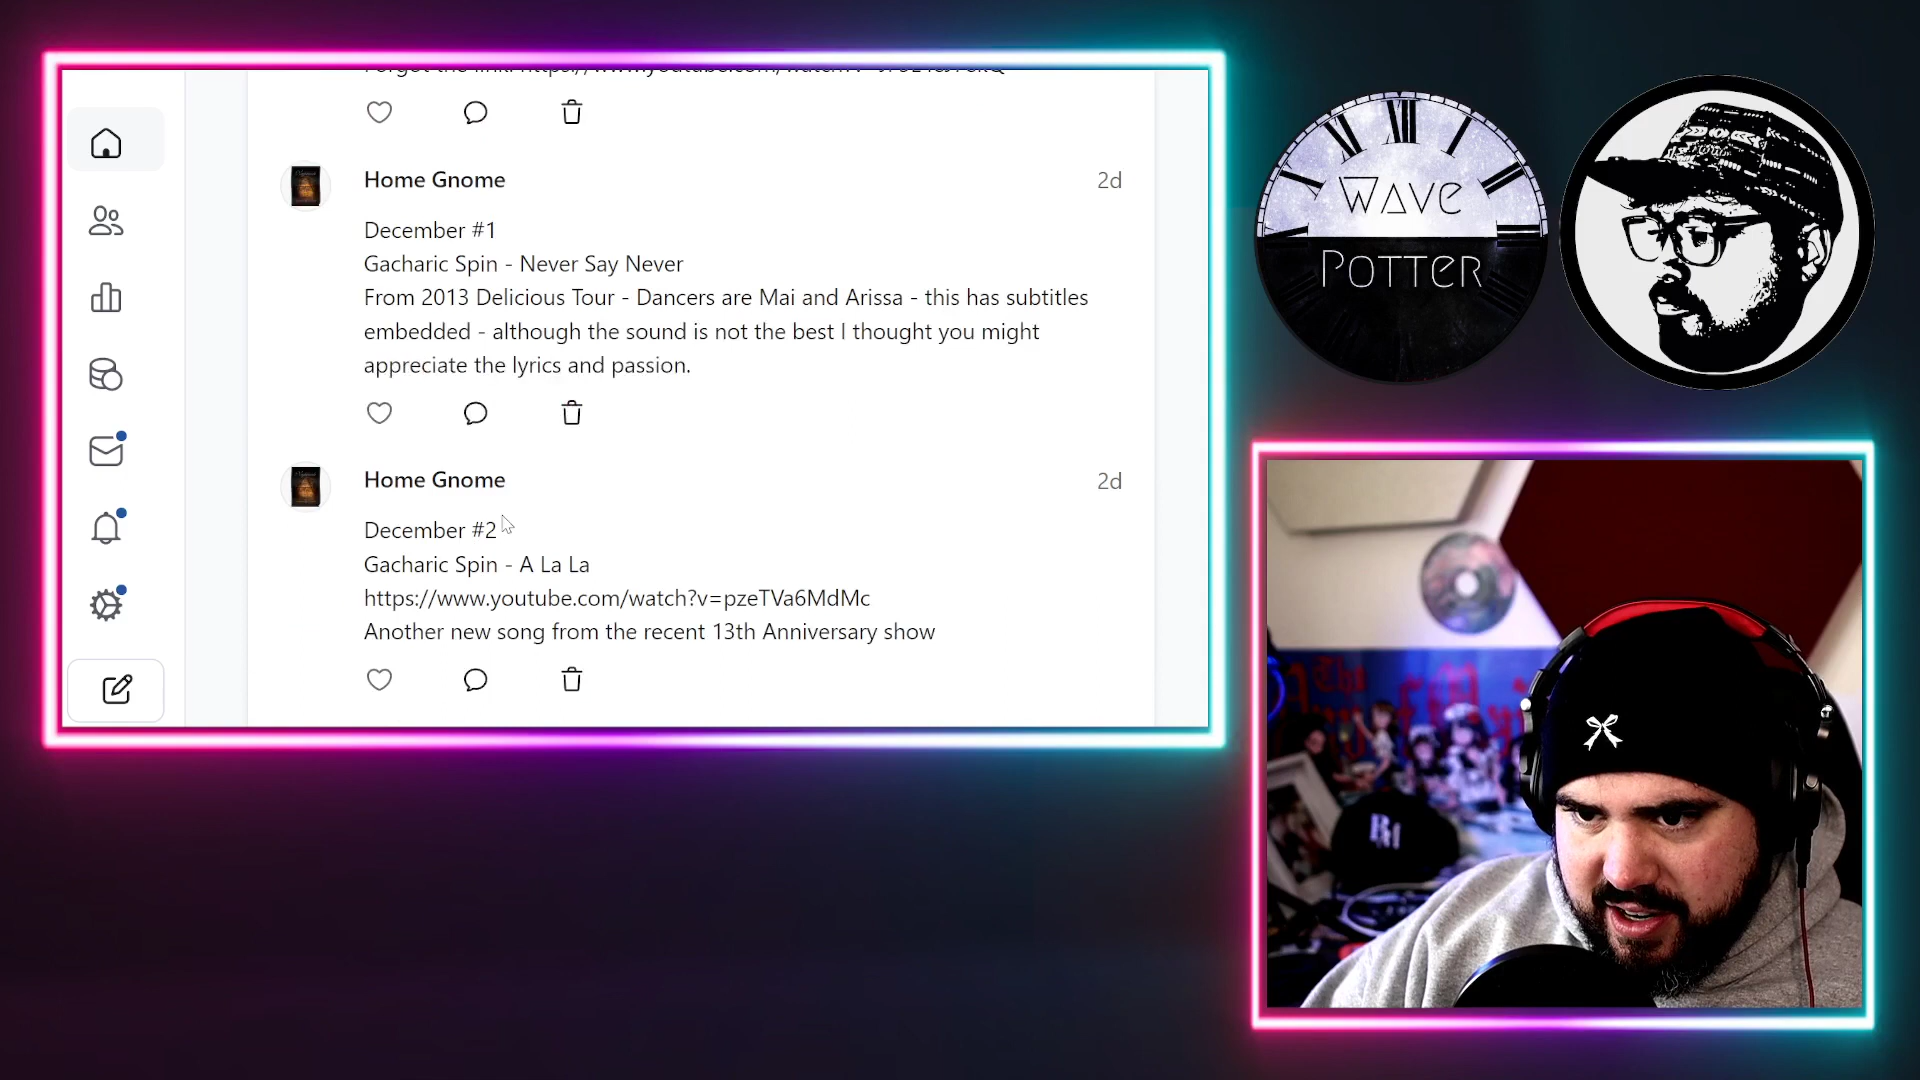 Home Gnome
2d
December #1
Gacharic Spin - Never Say Never
From 2013 Delicious Tour - Dancers are Mai and Arissa - this has subtitles
embedded - although the sound is not the best I thought you might
appreciate the lyrics and passion.
Home Gnome
2d
December #2
Gacharic Spin - A La La
https://www.youtube.com/watch?v=pzeTVa6MdMc
Another new song from the recent 13th Anniversary show
WAVE
POTTER